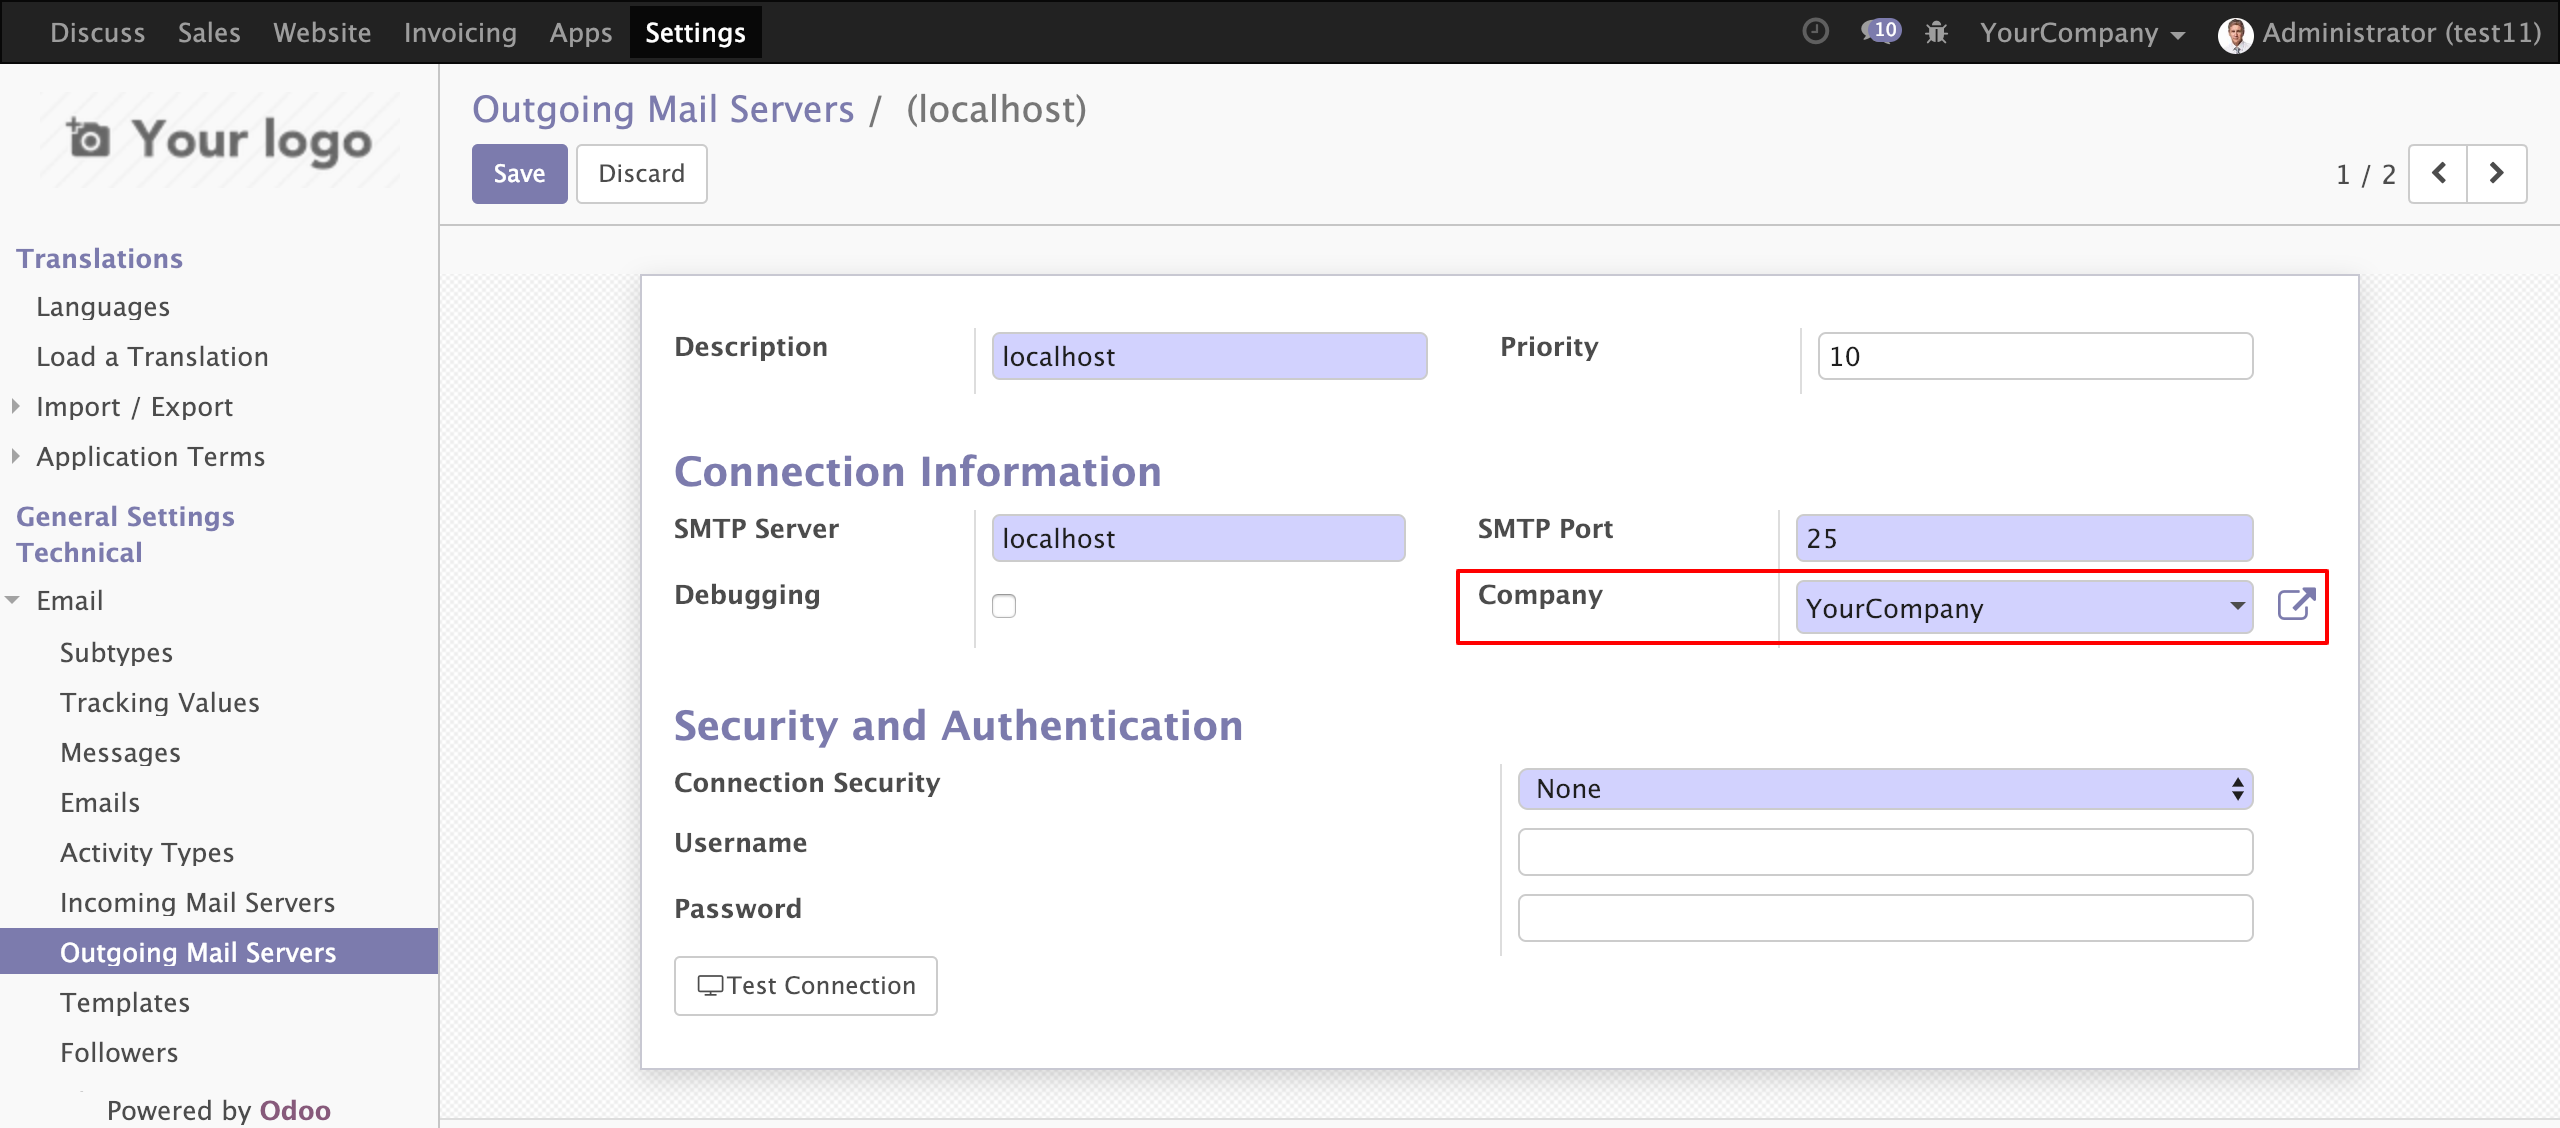 Discuss Sales Website Invoicing Apps Settings 10 YourCompany Administrator (test11)
Your logo
Outgoing Mail Servers / (localhost)
Save Discard
1 / 2
Translations
Languages
Load a Translation
Import / Export
Application Terms
General Settings
Technical
Email
Subtypes
Tracking Values
Messages
Emails
Activity Types
Incoming Mail Servers
Outgoing Mail Servers
Templates
Followers
Powered by Odoo
Description localhost Priority 10
Connection Information
SMTP Server localhost SMTP Port 25
Debugging Company YourCompany
Security and Authentication
Connection Security None
Username
Password
Test Connection